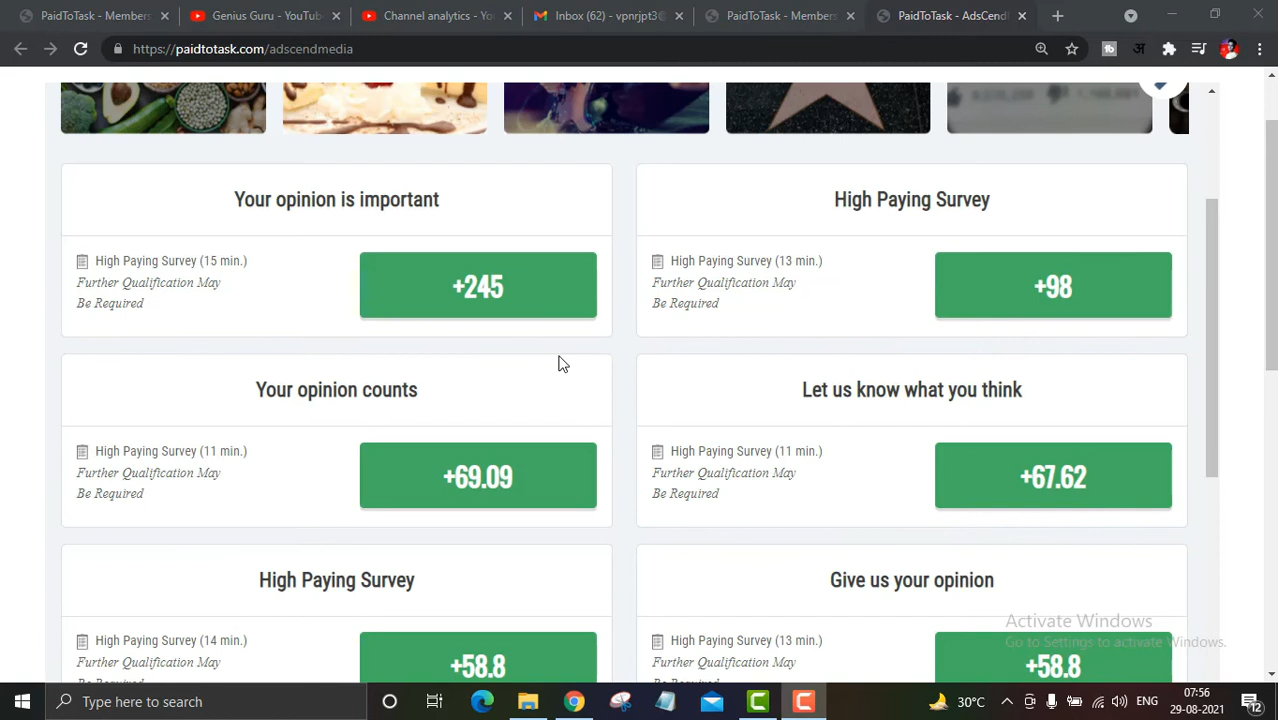 PaidToTask - Members
Genius Guru - YouTub
Channel analytics - Yo
Inbox (62) - vpnrjpt3@
PaidToTask - Members
PaidToTask - AdsCendM
https://paidtotask.com/adscendmedia
Your opinion is important
High Paying Survey (15 min.)
Further Qualification May
Be Required
+245
High Paying Survey
High Paying Survey (13 min.)
Further Qualification May
Be Required
+98
Your opinion counts
High Paying Survey (11 min.)
Further Qualification May
Be Required
+69.09
Let us know what you think
High Paying Survey (11 min.)
Further Qualification May
Be Required
+67.62
High Paying Survey
High Paying Survey (14 min.)
Further Qualification May
+58.8
Give us your opinion
High Paying Survey (13 min.)
Further Qualification May
+58.8
Activate Windows
Go to Settings to activate Windows.
Type here to search
30°C
ENG
07:56
29-08-2021
12